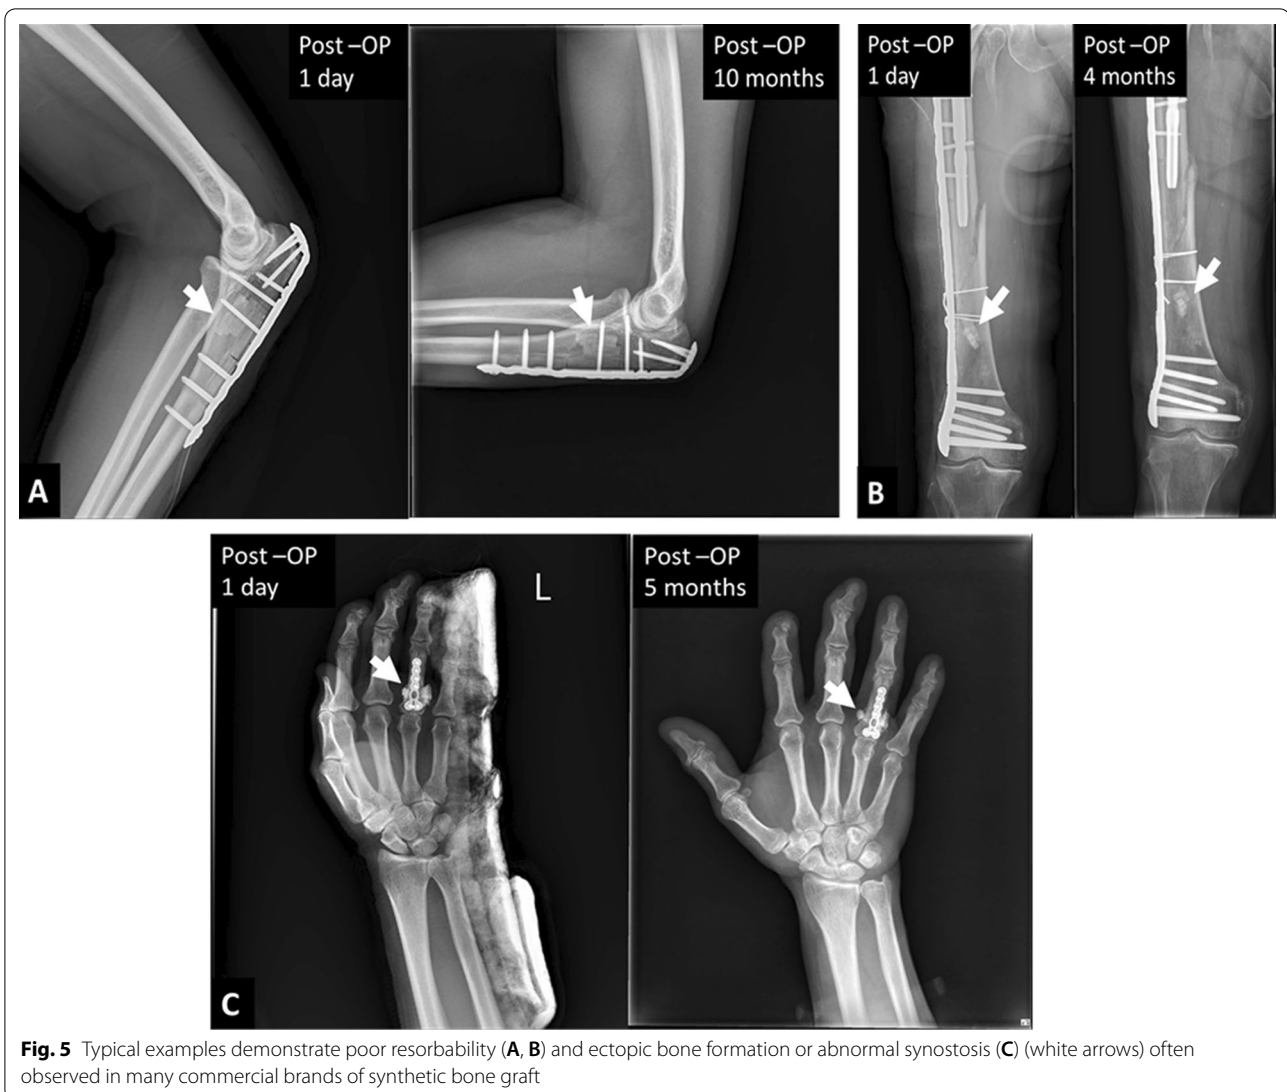 Post –OP
1 day
Post –OP
10 months
A
Post –OP
1 day
Post –OP
4 months
B
Post –OP
1 day
L
Post –OP
5 months
C
Fig. 5 Typical examples demonstrate poor resorbability (A, B) and ectopic bone formation or abnormal synostosis (C) (white arrows) often
observed in many commercial brands of synthetic bone graft